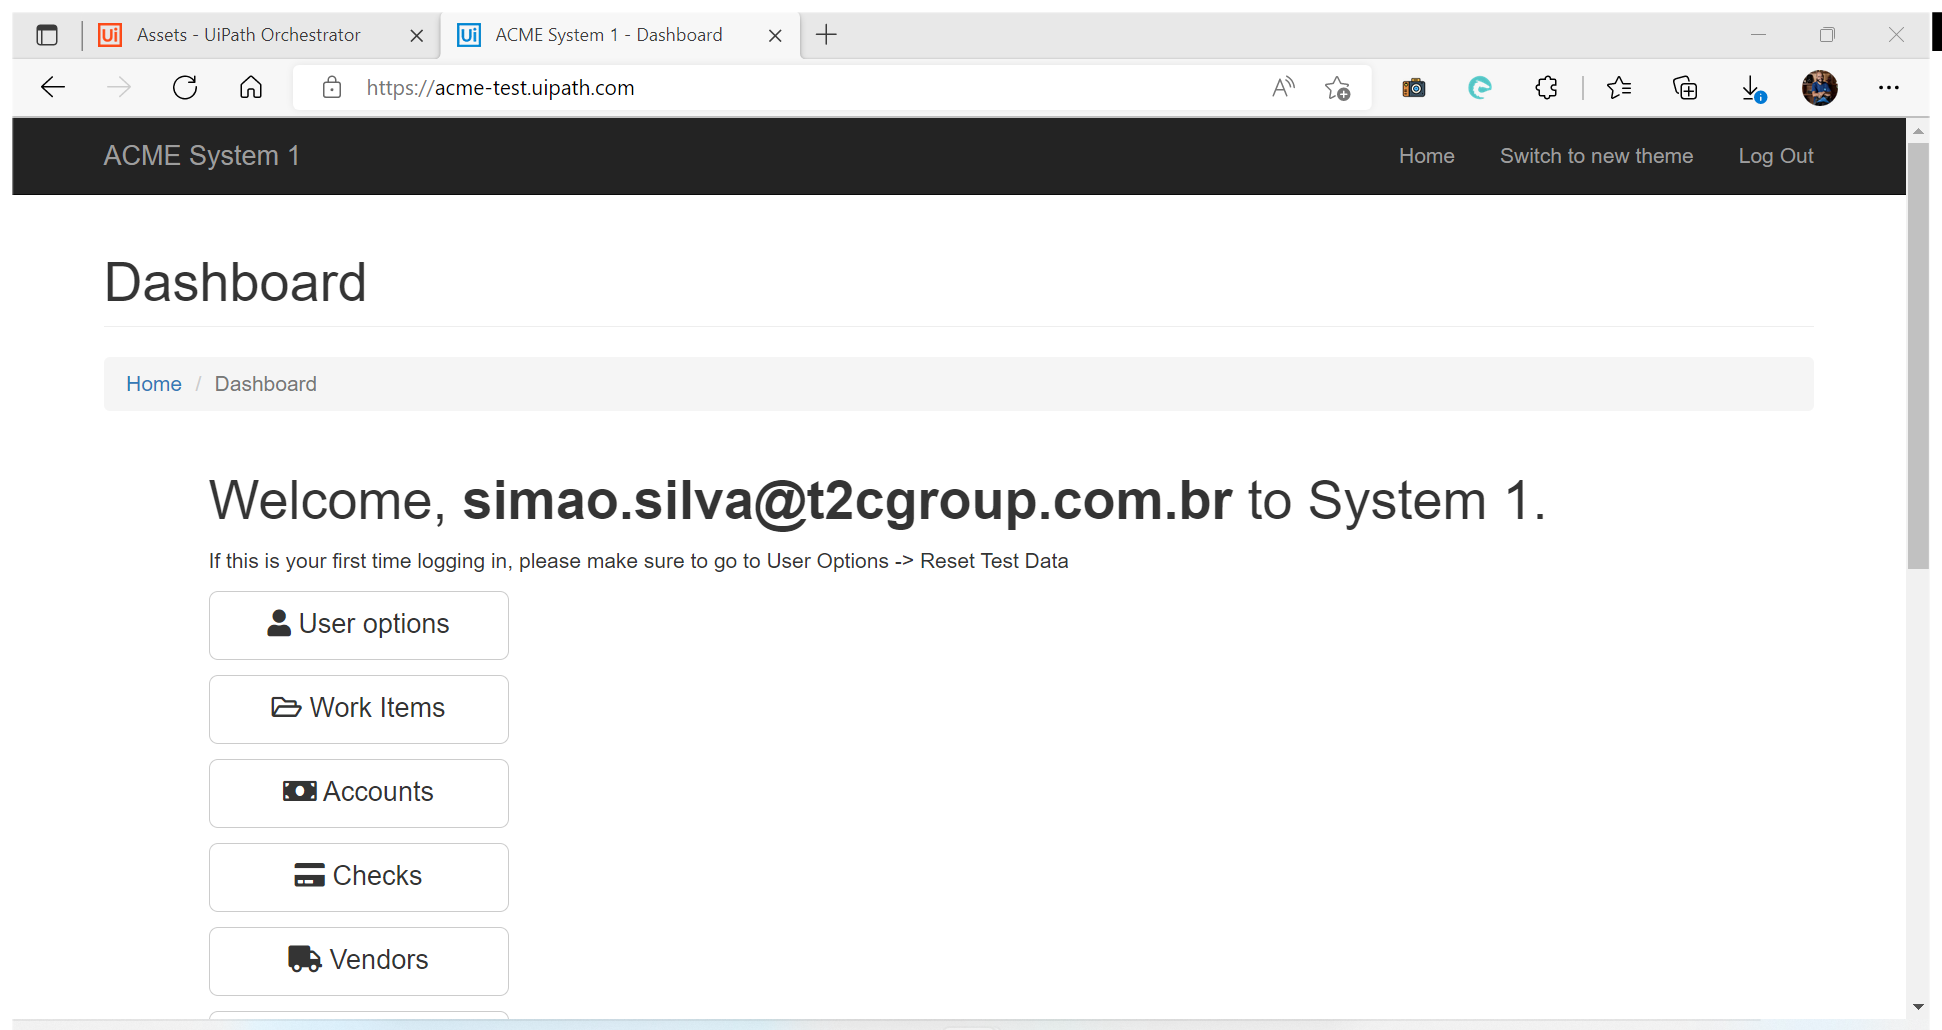 Assets - UiPath Orchestrator
ACME System 1 - Dashboard
https://acme-test.uipath.com
ACME System 1
Home
Switch to new theme
Log Out
Dashboard
Home / Dashboard
Welcome, simao.silva@t2cgroup.com.br to System 1.
If this is your first time logging in, please make sure to go to User Options -> Reset Test Data
User options
Work Items
Accounts
Checks
Vendors